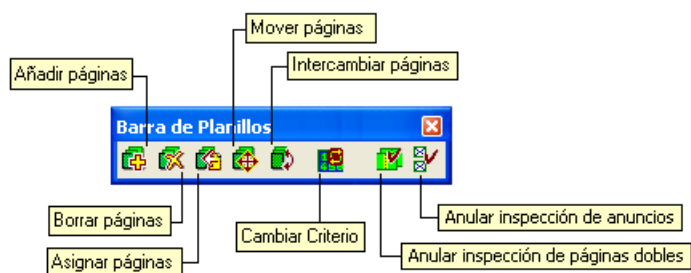 Mover páginas
Intercambiar páginas
Añadir páginas
Barra de Planillos
Borrar páginas
Asignar páginas
Cambiar Criterio
Anular inspección de anuncios
Anular inspección de páginas dobles